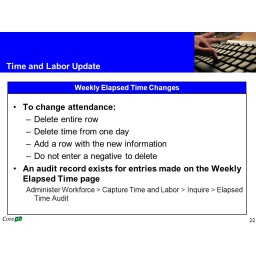 Time and Labor Update
Weekly Elapsed Time Changes
• To change attendance:
– Delete entire row
– Delete time from one day
– Add a row with the new information
– Do not enter a negative to delete
• An audit record exists for entries made on the Weekly
Elapsed Time page
Administer Workforce > Capture Time and Labor > Inquire > Elapsed
Time Audit
22